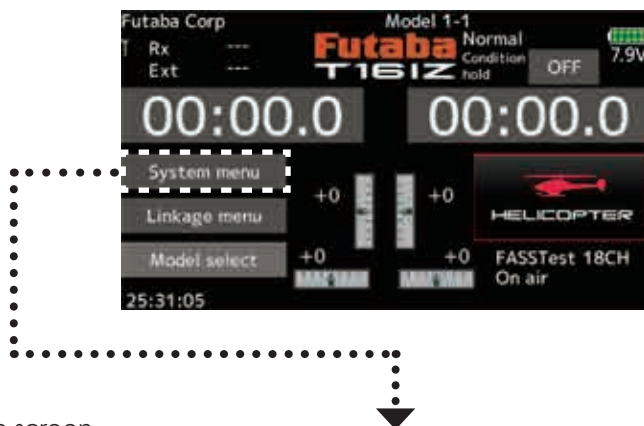 Futaba Corp
Model 1-1
Rx ---
Ext ---
Futaba
T16IZ
Normal
Condition hold
OFF
7.9V
00:00.0
00:00.0
System menu
Linkage menu
Model select
+0
+0
+0
+0
HELICOPTER
FASSTest 18CH
On air
25:31:05